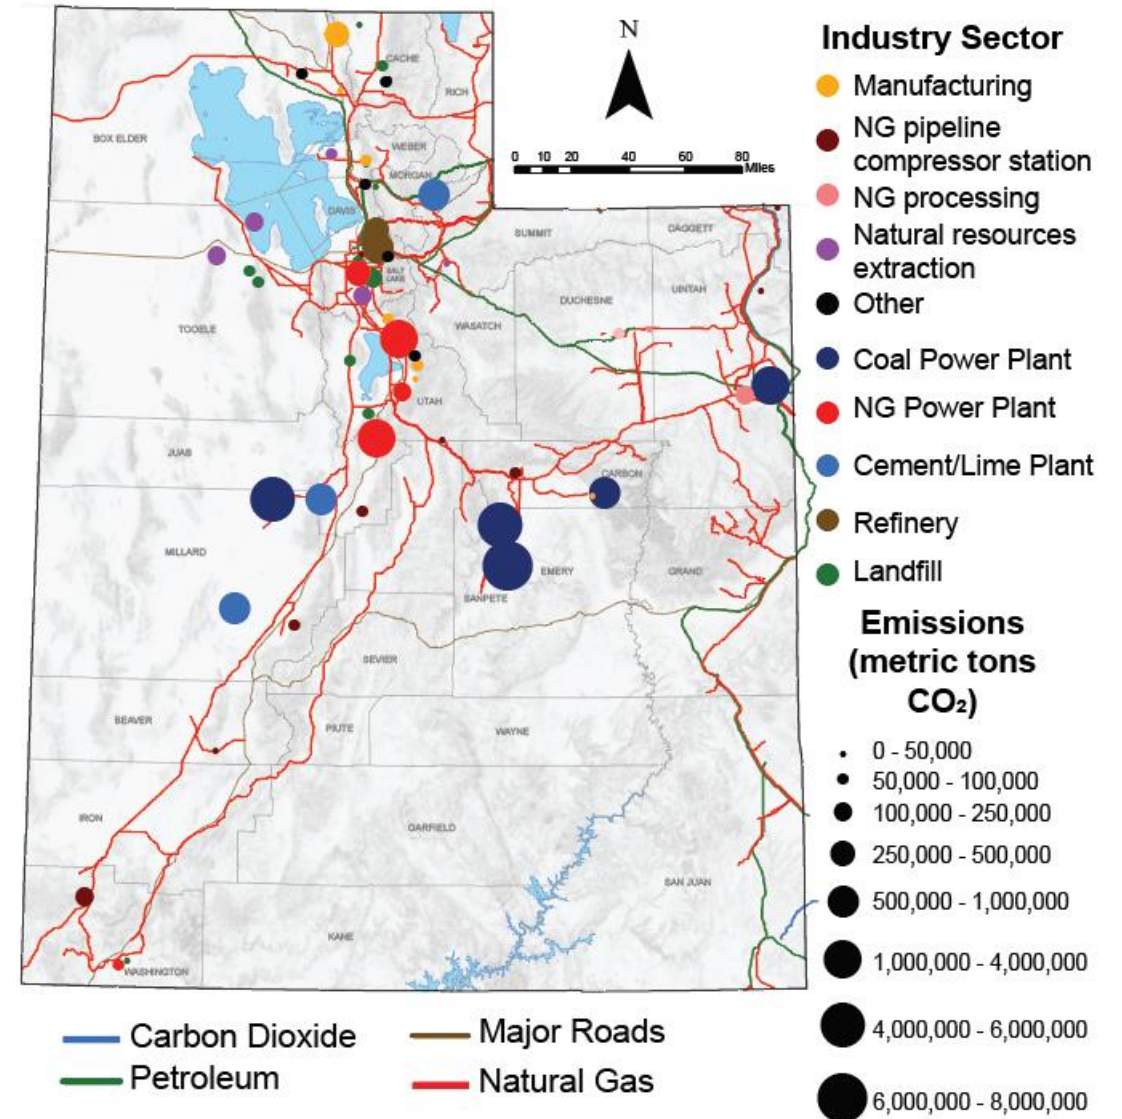 N
0 10 20 40 60 80
Miles
CACHE
RICH
BOX ELDER
WEBER
MORGAN
DAVIS
SUMMIT
DAGGETT
SALT
LAKE
UINTAH
DUCHESNE
TOOELE
WASATCH
UTAH
JUAB
CARBON
MILLARD
EMERY
GRAND
SANPETE
SEVIER
BEAVER
PIUTE
WAYNE
IRON
GARFIELD
SAN JUAN
KANE
WASHINGTON
Industry Sector
Manufacturing
NG pipeline
compressor station
NG processing
Natural resources
extraction
Other
Coal Power Plant
NG Power Plant
Cement/Lime Plant
Refinery
Landfill
Emissions
(metric tons
CO₂)
0 - 50,000
50,000 - 100,000
100,000 - 250,000
250,000 - 500,000
500,000 - 1,000,000
1,000,000 - 4,000,000
4,000,000 - 6,000,000
6,000,000 - 8,000,000
Carbon Dioxide
Major Roads
Petroleum
Natural Gas